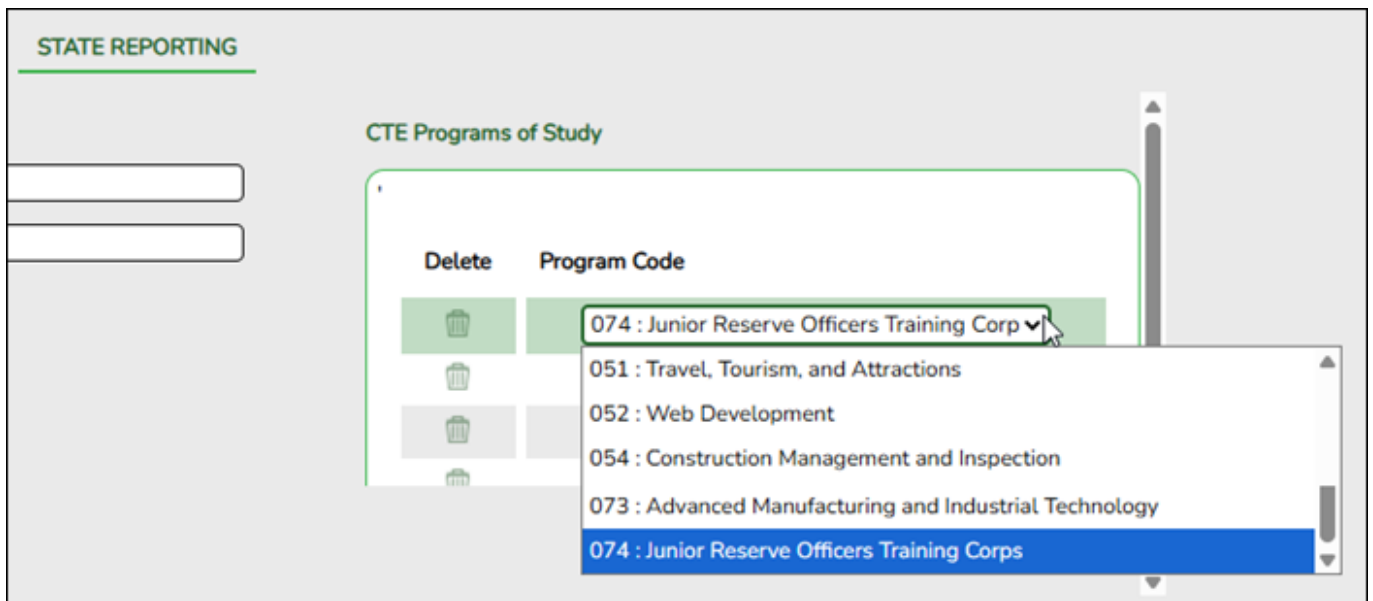 STATE REPORTING
CTE Programs of Study
Delete Program Code
074 : Junior Reserve Officers Training Corp
051 : Travel, Tourism, and Attractions
052 : Web Development
054 : Construction Management and Inspection
073 : Advanced Manufacturing and Industrial Technology
074 : Junior Reserve Officers Training Corps